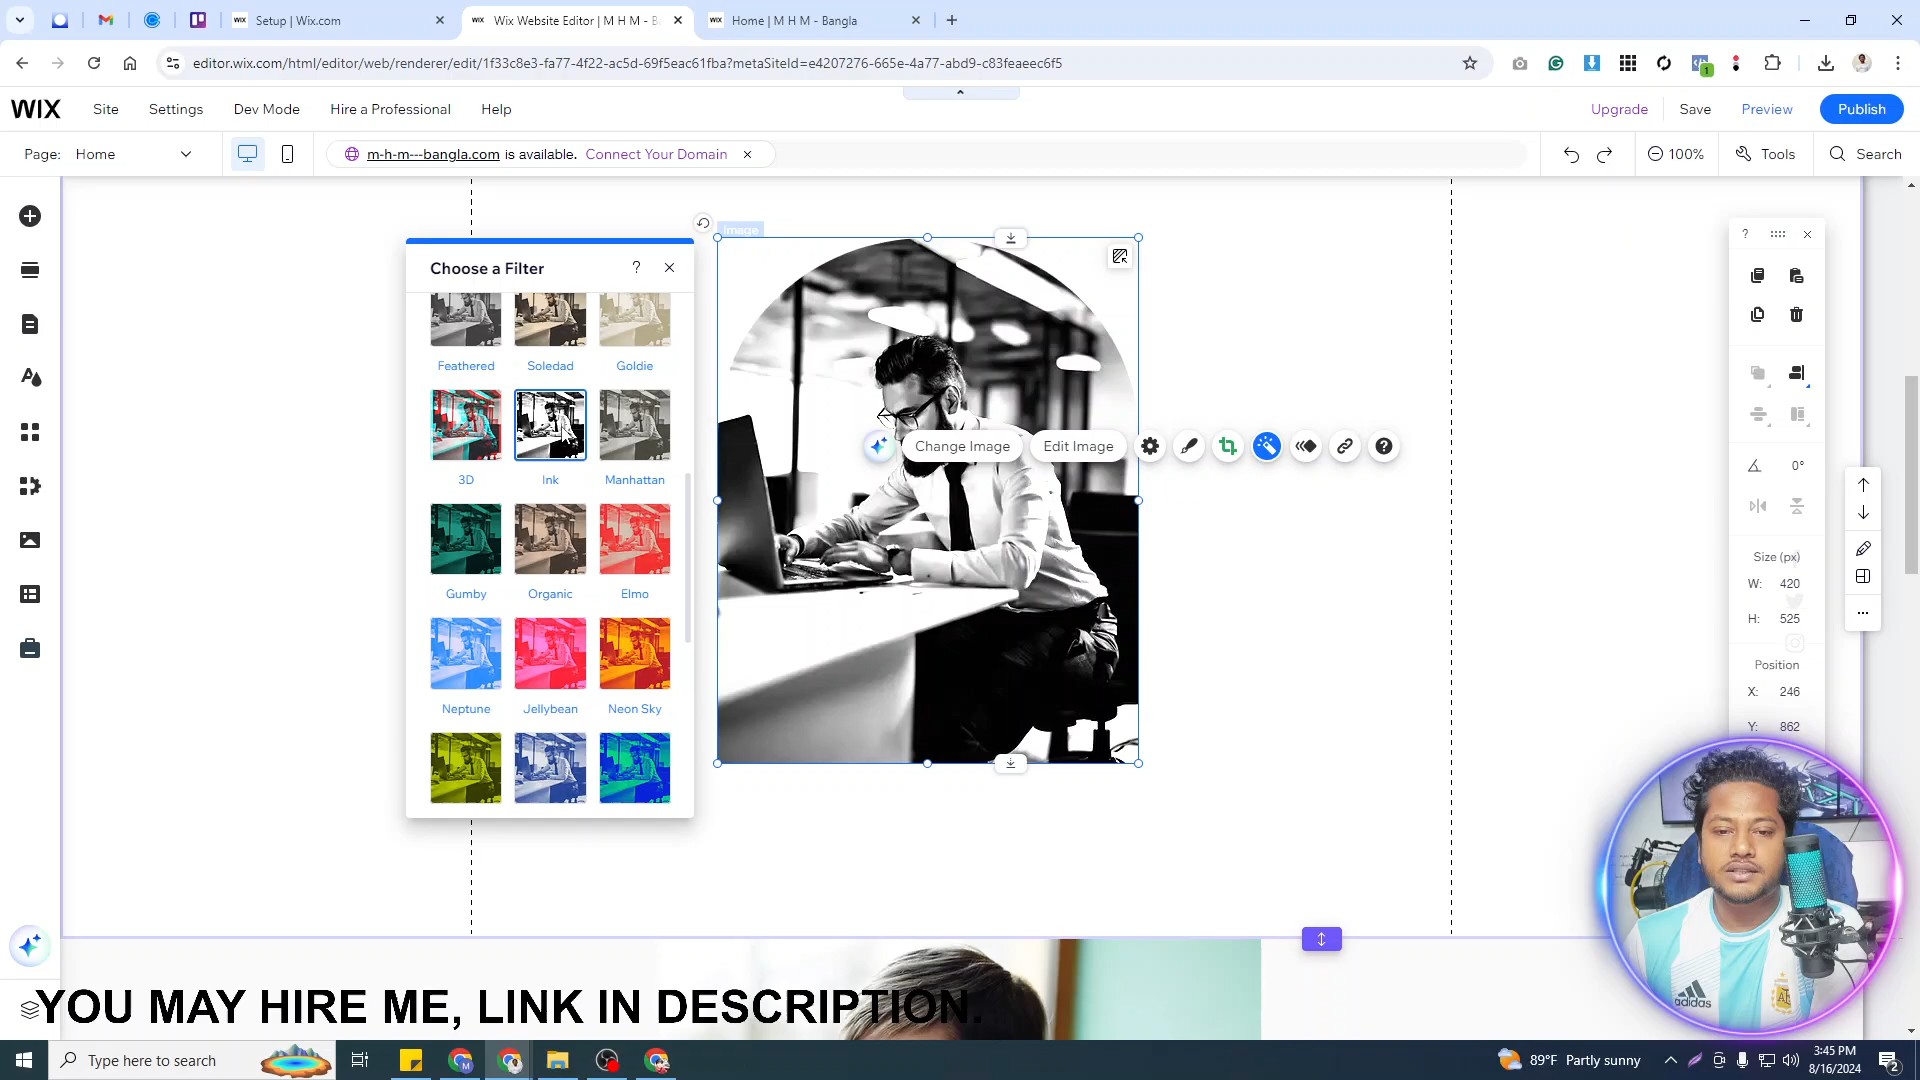 Setup | Wix.com
Wix Website Editor | M H M - B
Home | M H M - Bangla
editor.wix.com/html/editor/web/renderer/edit/1f33c8e3-fa77-4f22-ac5d-69f5eac61fba?metaSiteId=e4207276-665e-4a77-abd9-c83feaeec6f5
WIX
Site
Settings
Dev Mode
Hire a Professional
Help
Upgrade
Save
Preview
Publish
Page: Home
m-h-m---bangla.com is available. Connect Your Domain
100%
Tools
Search
Image
Choose a Filter
Feathered
Soledad
Goldie
3D
Ink
Manhattan
Gumby
Organic
Elmo
Neptune
Jellybean
Neon Sky
Change Image
Edit Image
0°
Size (px)
W: 420
H: 525
Position
X: 246
Y: 862
adidas
YOU MAY HIRE ME, LINK IN DESCRIPTION.
Type here to search
89°F Partly sunny
3:45 PM
8/16/2024
2